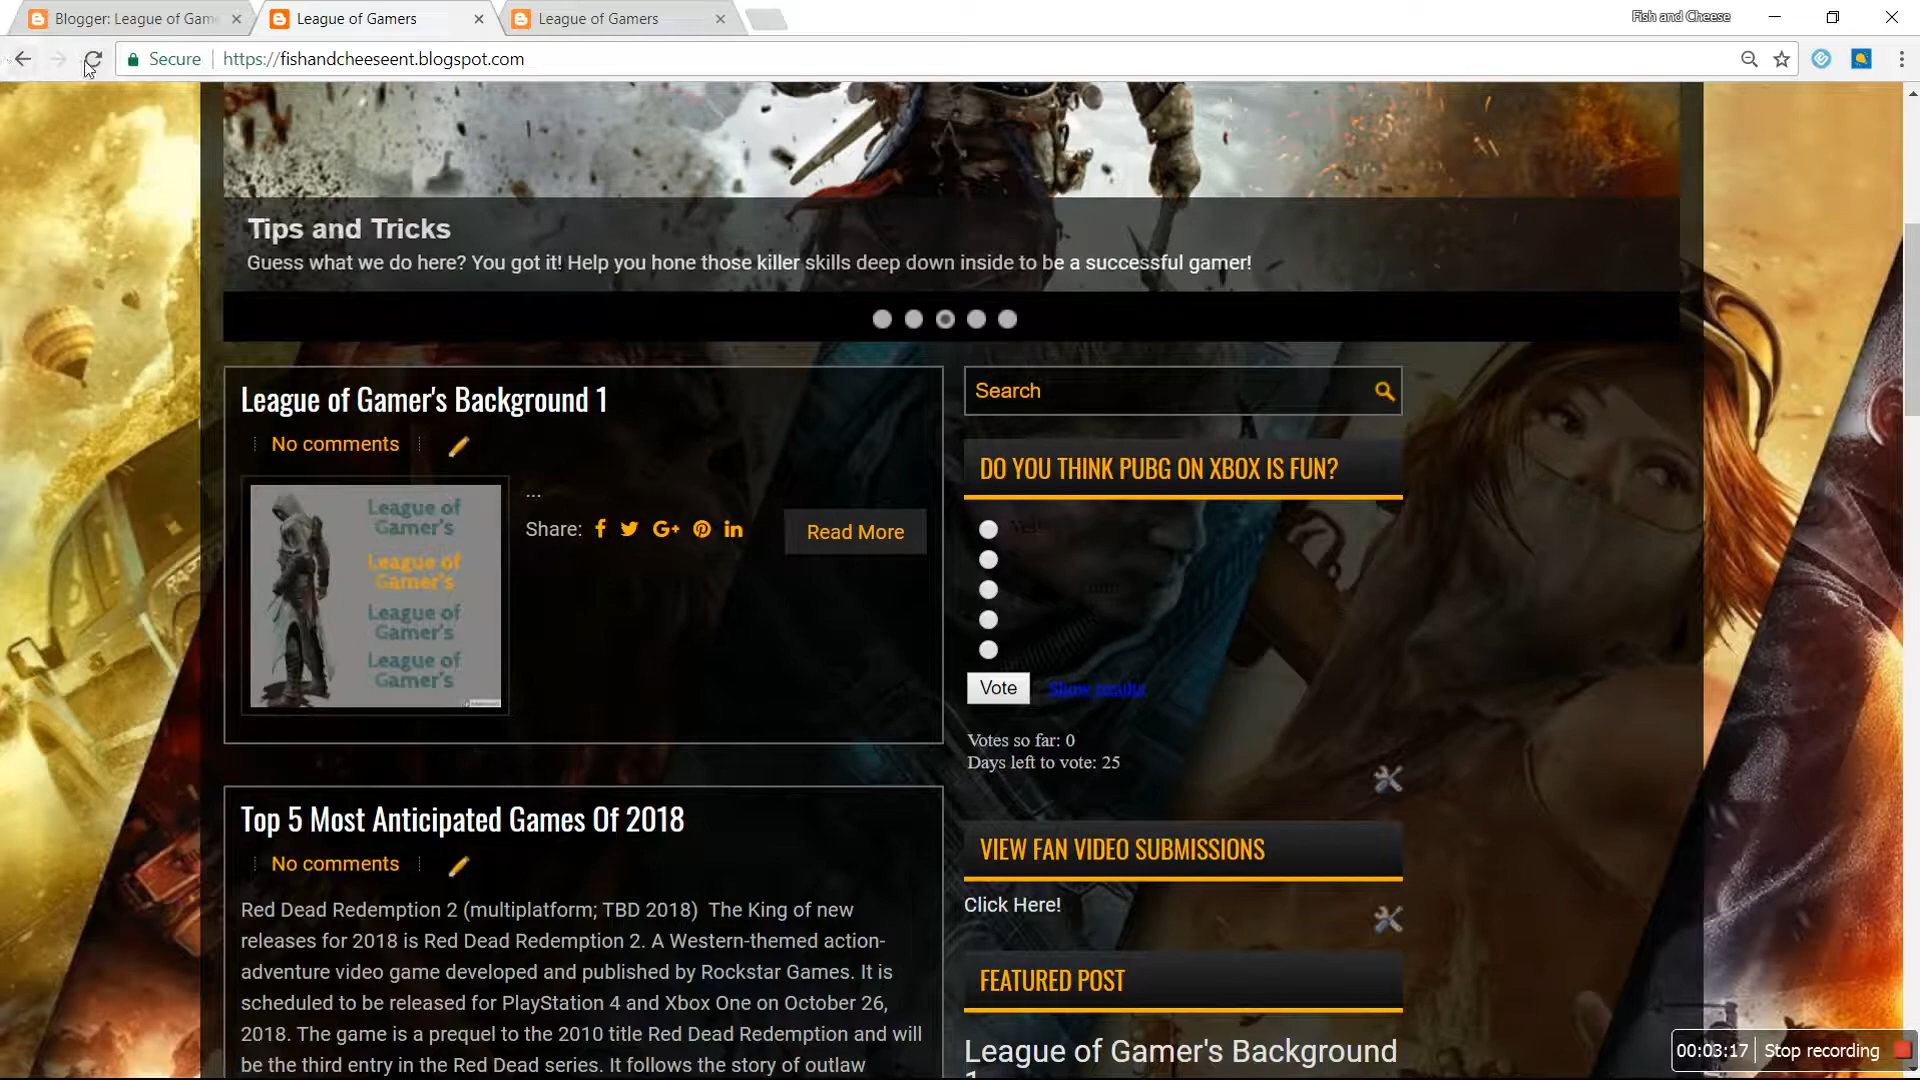 Blogger: League of Game
League of Gamers
League of Gamers
Fish and Cheese
Secure
https://fishandcheeseent.blogspot.com
Tips and Tricks
Guess what we do here? You got it! Help you hone those killer skills deep down inside to be a successful gamer!
League of Gamer's Background 1
No comments
League of
Gamer's
League of
Gamer's
League of
Gamer's
League of
Gamer's
...
Share:
Read More
Search
DO YOU THINK PUBG ON XBOX IS FUN?
Yes!
Vote
Show results
Votes so far: 0
Days left to vote: 25
Top 5 Most Anticipated Games Of 2018
No comments
Red Dead Redemption 2 (multiplatform; TBD 2018)  The King of new
releases for 2018 is Red Dead Redemption 2. A Western-themed action-
adventure video game developed and published by Rockstar Games. It is
scheduled to be released for PlayStation 4 and Xbox One on October 26,
2018. The game is a prequel to the 2010 title Red Dead Redemption and will
be the third entry in the Red Dead series. It follows the story of outlaw
VIEW FAN VIDEO SUBMISSIONS
Click Here!
FEATURED POST
League of Gamer's Background
00:03:17
Stop recording